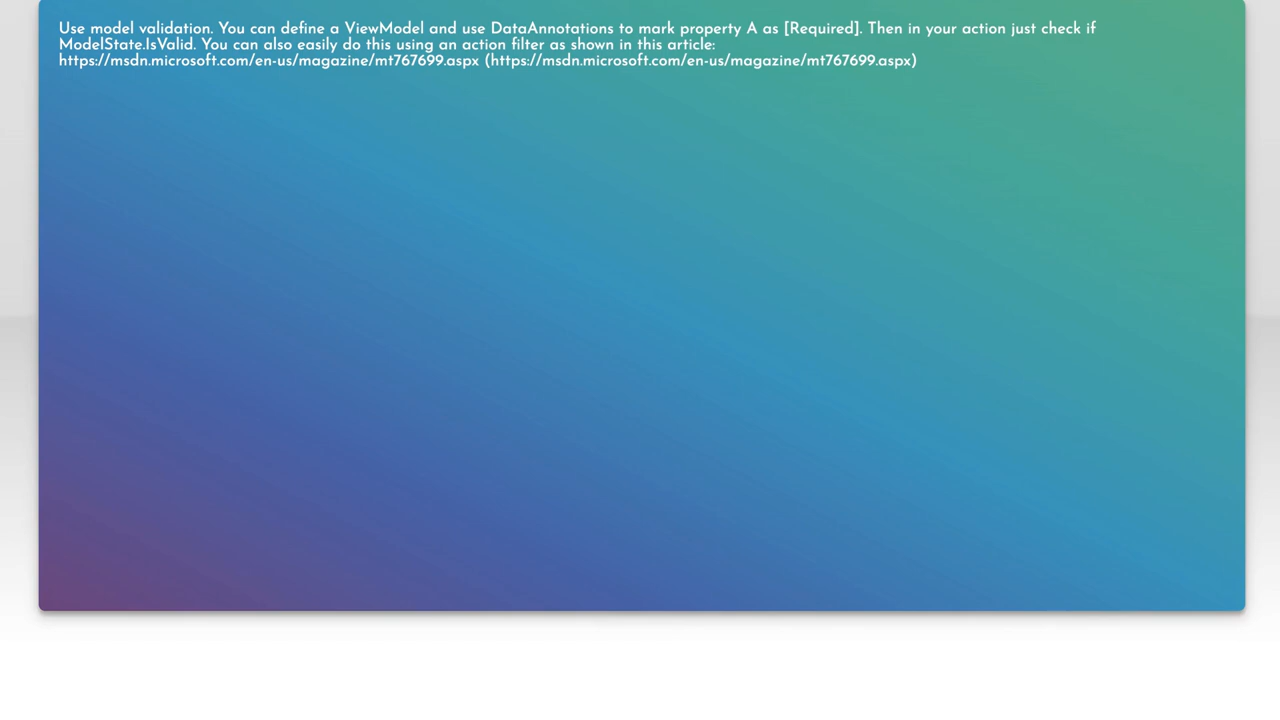 Use model validation. You can define a ViewModel and use DataAnnotations to mark property A as [Required]. Then in your action just check if
ModelState.IsValid. You can also easily do this using an action filter as shown in this article:
https://msdn.microsoft.com/en-us/magazine/mt767699.aspx (https://msdn.microsoft.com/en-us/magazine/mt767699.aspx)